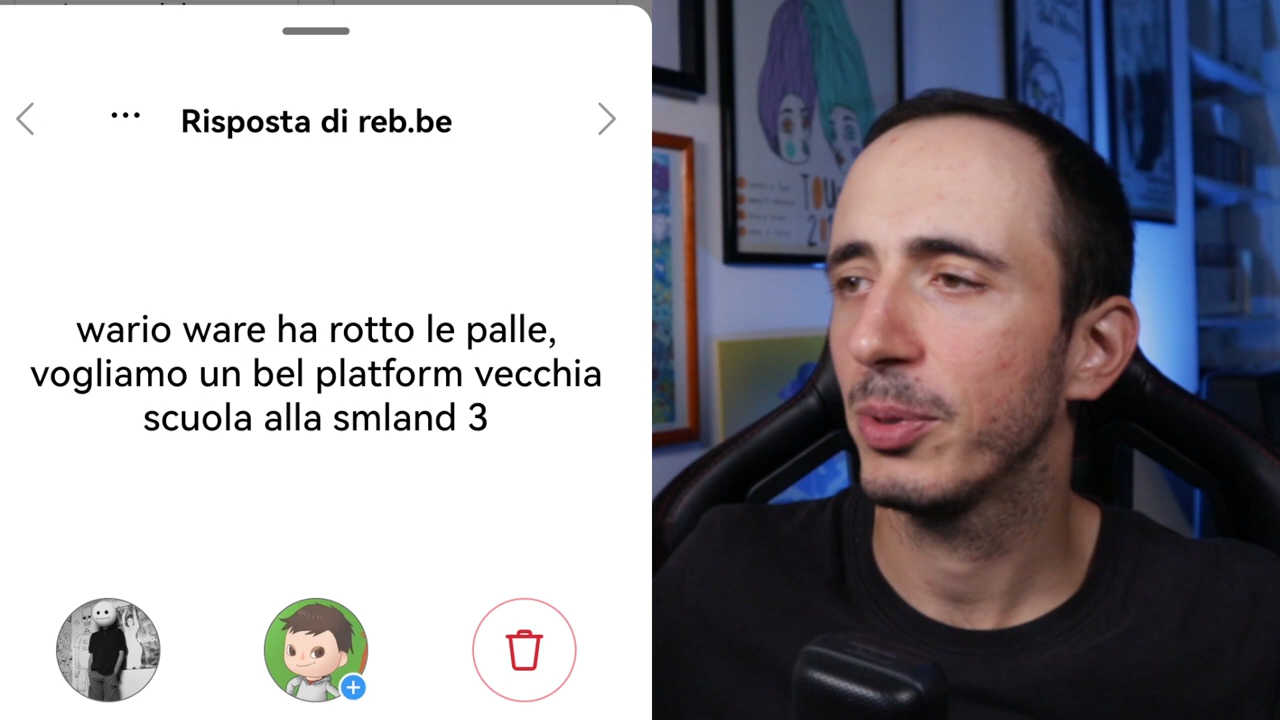 Risposta di reb.be
wario ware ha rotto le palle,
vogliamo un bel platform vecchia
scuola alla smland 3